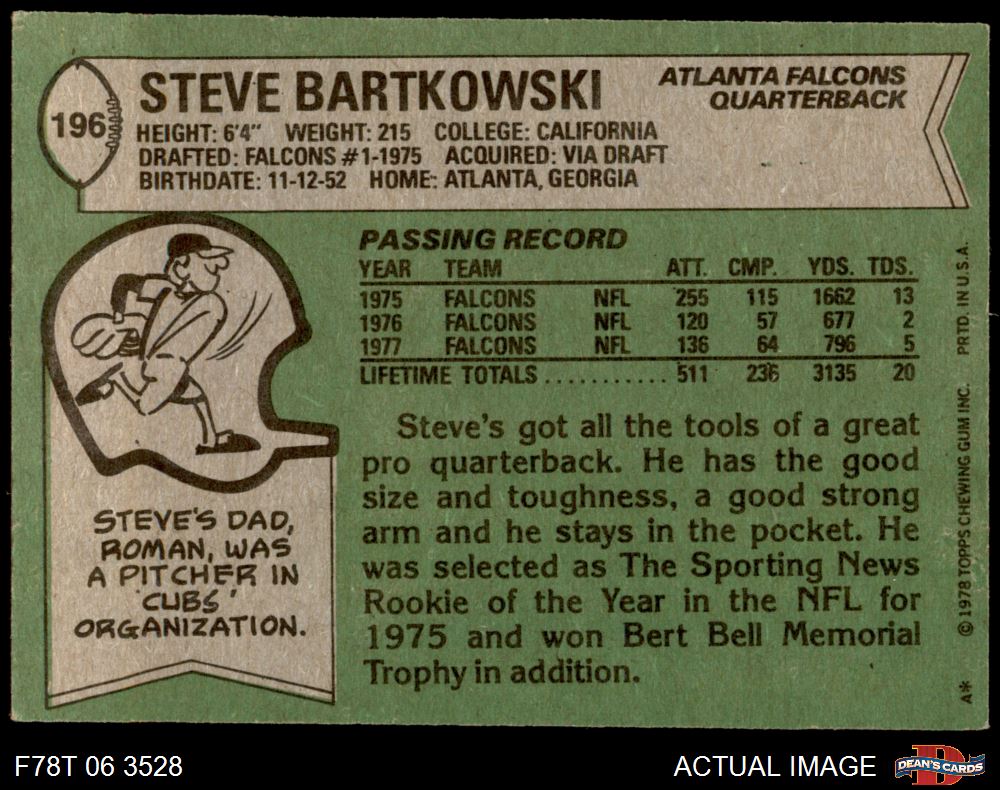 196
STEVE BARTKOWSKI
ATLANTA FALCONS
QUARTERBACK
HEIGHT: 6'4" WEIGHT: 215 COLLEGE: CALIFORNIA
DRAFTED: FALCONS #1-1975 ACQUIRED: VIA DRAFT
BIRTHDATE: 11-12-52 HOME: ATLANTA, GEORGIA
PASSING RECORD
YEAR TEAM ATT. CMP. YDS. TDS.
1975 FALCONS NFL 255 115 1662 13
1976 FALCONS NFL 120 57 677 2
1977 FALCONS NFL 136 64 796 5
LIFETIME TOTALS ........... 511 236 3135 20
Steve's got all the tools of a great
pro quarterback. He has the good
size and toughness, a good strong
arm and he stays in the pocket. He
was selected as The Sporting News
Rookie of the Year in the NFL for
1975 and won Bert Bell Memorial
Trophy in addition.
STEVE'S DAD,
ROMAN, WAS
A PITCHER IN
CUBS'
ORGANIZATION.
A* © 1978 TOPPS CHEWING GUM INC. PRTD. IN U.S.A.
F78T 06 3528
ACTUAL IMAGE
DEAN'S CARDS